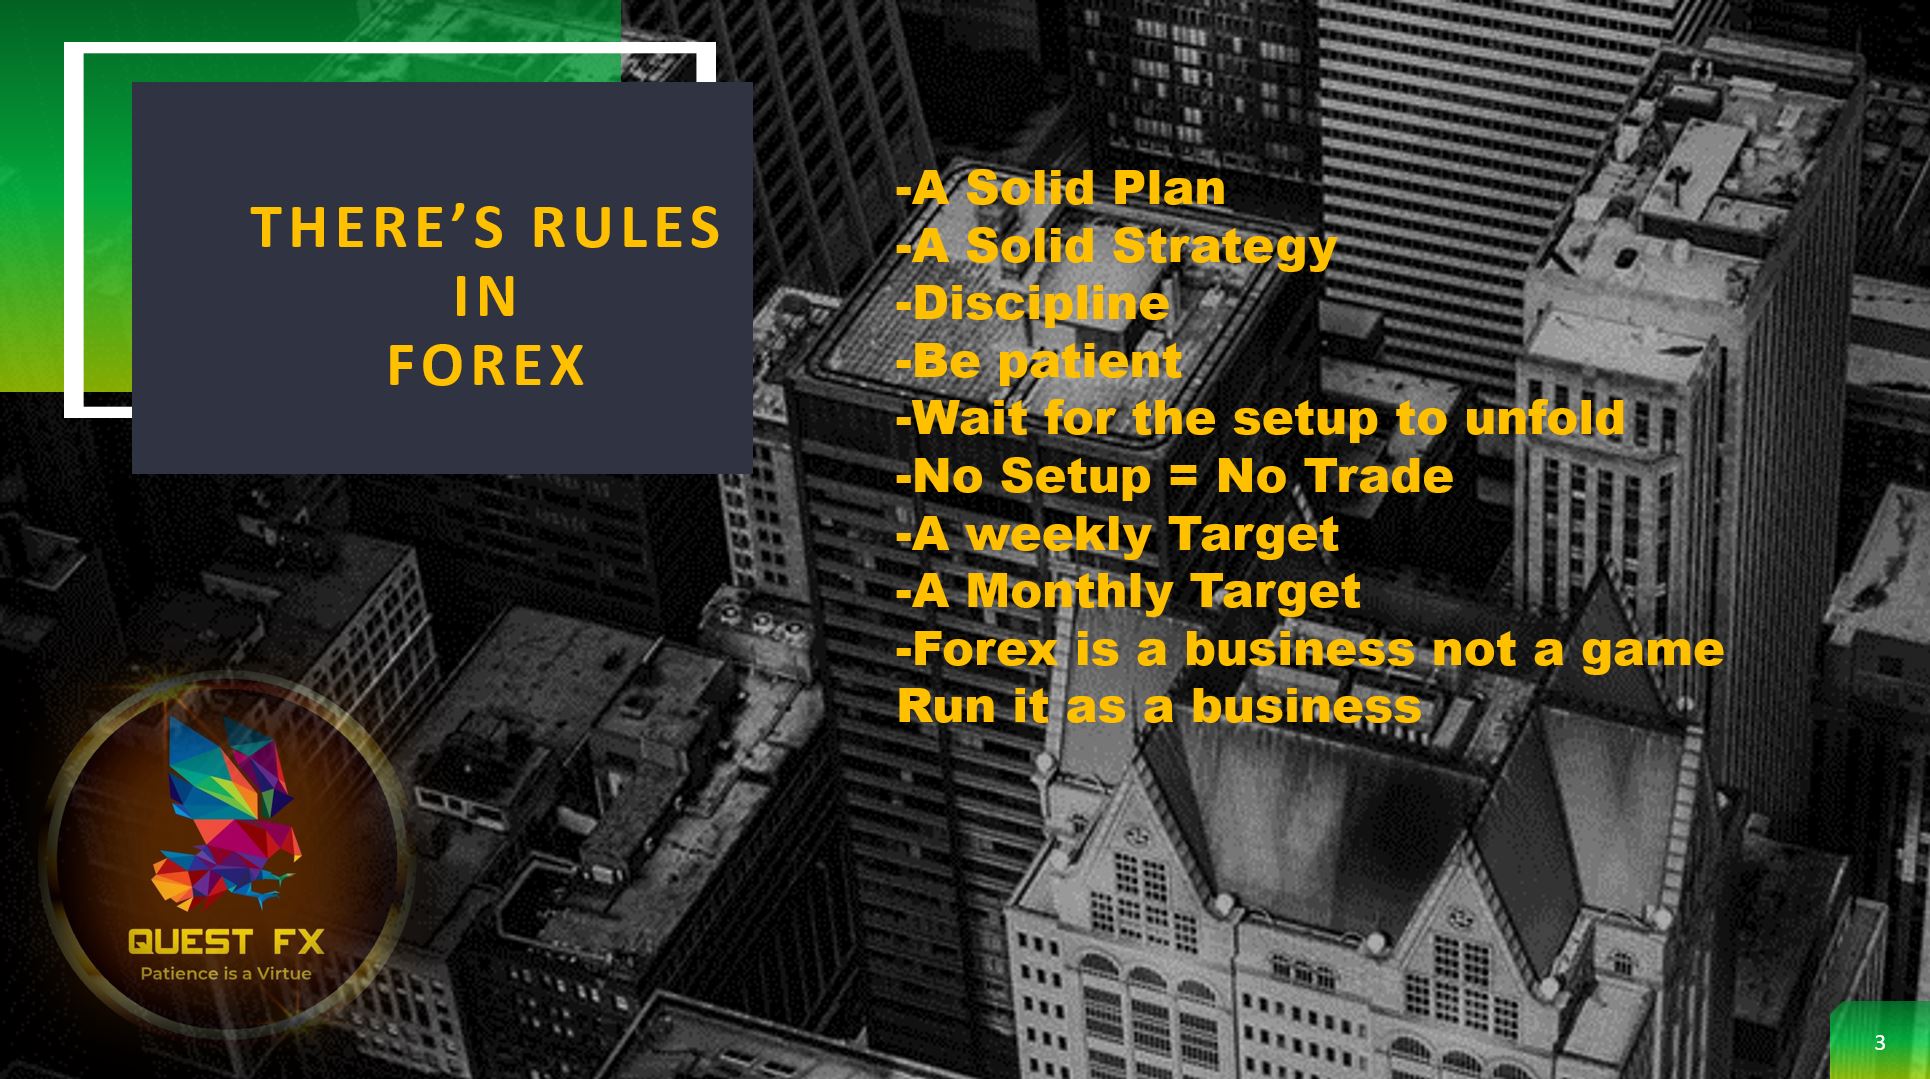 THERE’S RULES
IN
FOREX
-A Solid Plan
-A Solid Strategy
-Discipline
-Be patient
-Wait for the setup to unfold
-No Setup = No Trade
-A weekly Target
-A Monthly Target
-Forex is a business not a game
Run it as a business
QUEST FX
Patience is a Virtue
3